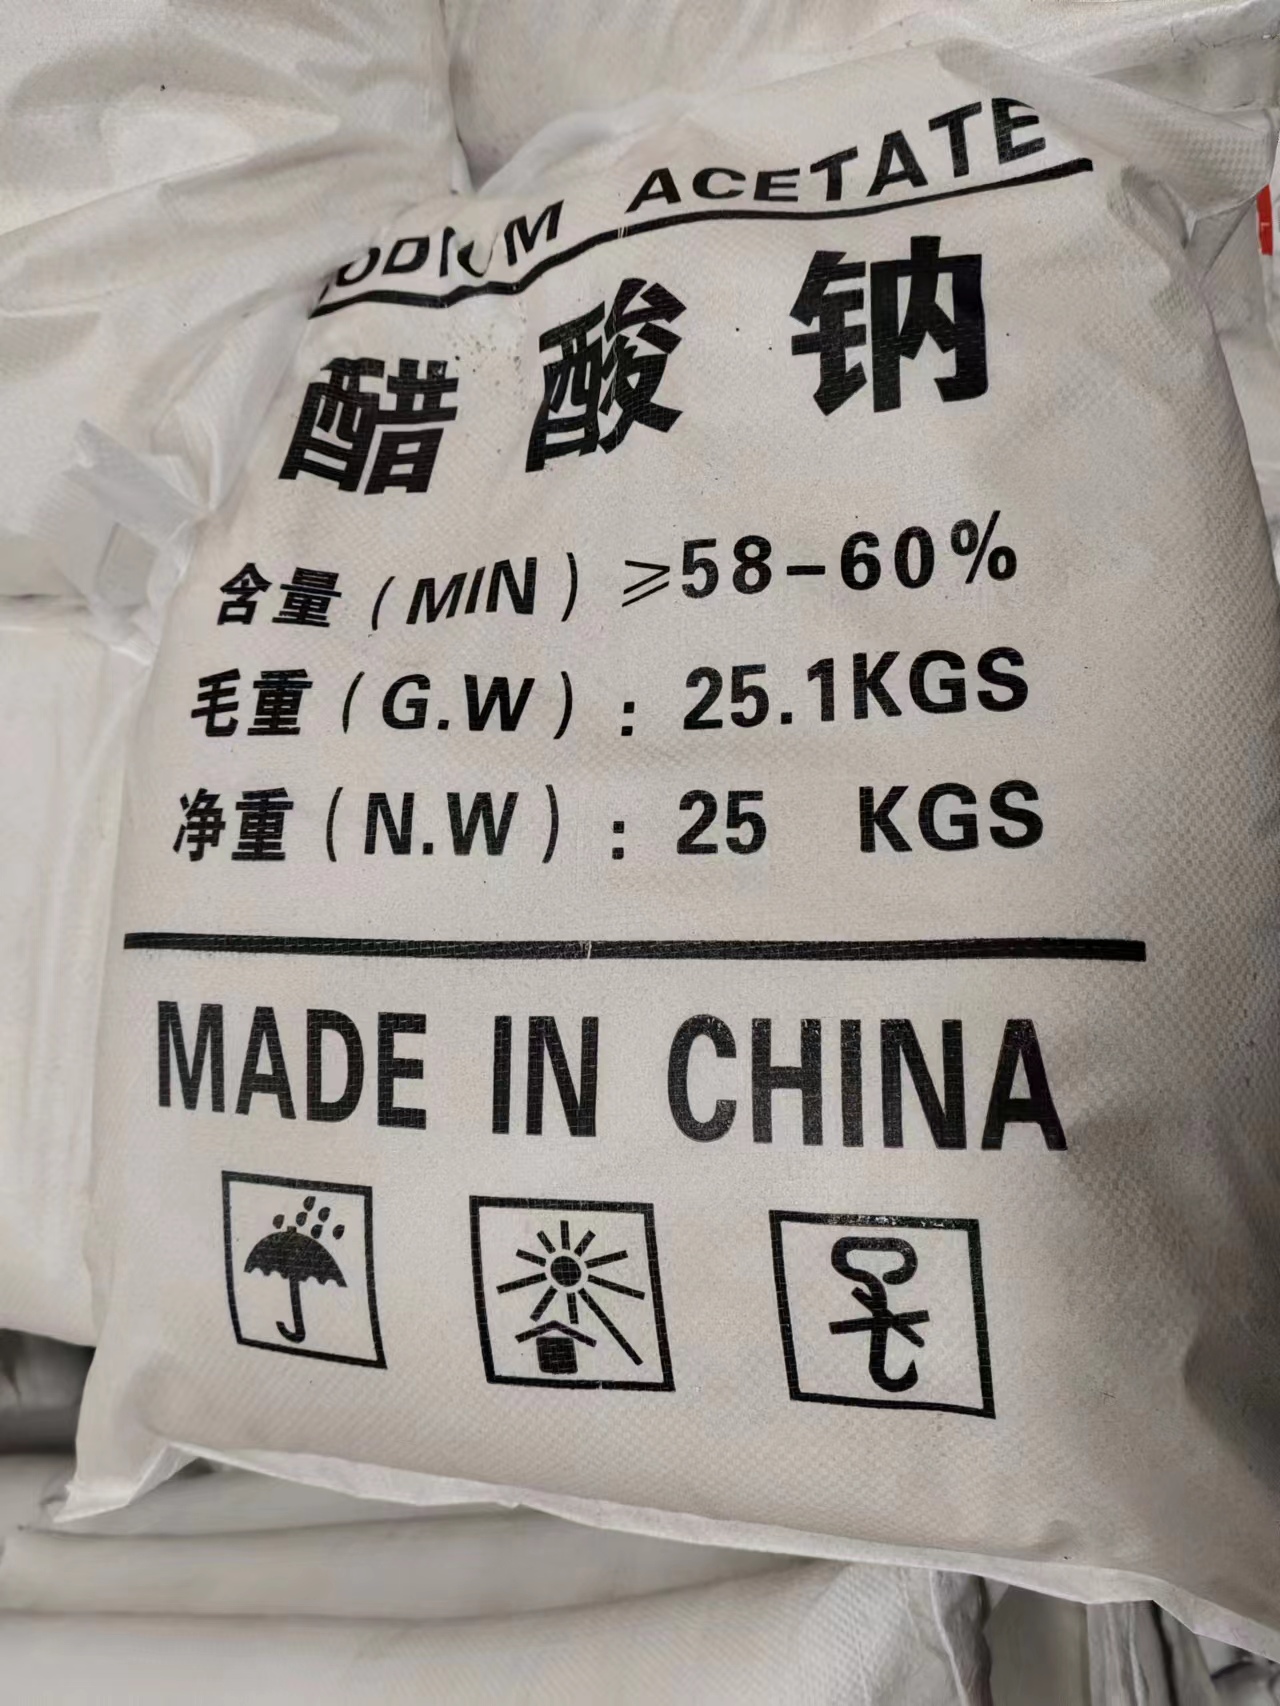 SODIUM ACETATE
醋酸钠
含量(MIN) ⩾58-60%
毛重(G.W):25.1KGS
净重(N.W):25 KGS
MADE IN CHINA